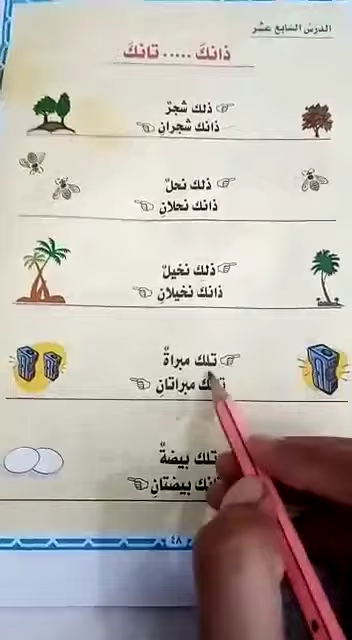 الدرس السابع عشر
ذانكَ ..... تانكَ
ذلك شجرٌ
ذانك شجرانِ
ذلك نحلٌ
ذانك نحلانِ
ذلك نخيلٌ
ذانك نخيلانِ
تلك مبراةٌ
مبراتانِ
تلك بيضةٌ
تانك بيضتانِ
٤٨